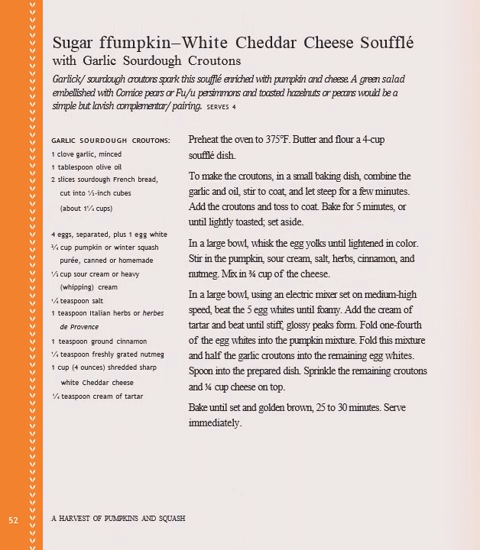 Sugar ffumpkin–White Cheddar Cheese Soufflé
with Garlic Sourdough Croutons
Garlick/ sourdough croutons spark this soufflé enriched with pumpkin and cheese. A green salad
embellished with Comice pears or Fu/u persimmons and toasted hazelnuts or pecans would be a
simple but lavish complementar/ pairing. SERVES 4
GARLIC SOURDOUGH CROUTONS:
1 clove garlic, minced
1 tablespoon olive oil
2 slices sourdough French bread,
cut into ½-inch cubes
(about 1¼ cups)
4 eggs, separated, plus 1 egg white
¾ cup pumpkin or winter squash
purée, canned or homemade
⅓ cup sour cream or heavy
(whipping) cream
¼ teaspoon salt
1 teaspoon Italian herbs or herbes
de Provence
1 teaspoon ground cinnamon
¼ teaspoon freshly grated nutmeg
1 cup (4 ounces) shredded sharp
white Cheddar cheese
¼ teaspoon cream of tartar
Preheat the oven to 375°F. Butter and flour a 4-cup
soufflé dish.
To make the croutons, in a small baking dish, combine the
garlic and oil, stir to coat, and let steep for a few minutes.
Add the croutons and toss to coat. Bake for 5 minutes, or
until lightly toasted; set aside.
In a large bowl, whisk the egg yolks until lightened in color.
Stir in the pumpkin, sour cream, salt, herbs, cinnamon, and
nutmeg. Mix in ¾ cup of the cheese.
In a large bowl, using an electric mixer set on medium-high
speed, beat the 5 egg whites until foamy. Add the cream of
tartar and beat until stiff, glossy peaks form. Fold one-fourth
of the egg whites into the pumpkin mixture. Fold this mixture
and half the garlic croutons into the remaining egg whites.
Spoon into the prepared dish. Sprinkle the remaining croutons
and ¼ cup cheese on top.
Bake until set and golden brown, 25 to 30 minutes. Serve
immediately.
52 A HARVEST OF PUMPKINS AND SQUASH